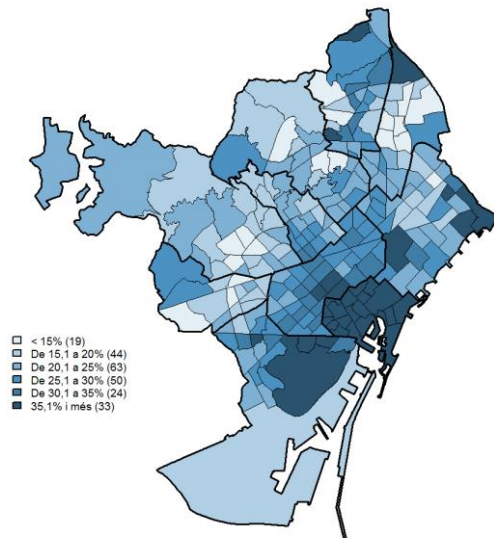 < 15% (19)
De 15,1 a 20% (44)
De 20,1 a 25% (63)
De 25,1 a 30% (50)
De 30,1 a 35% (24)
35,1% i més (33)